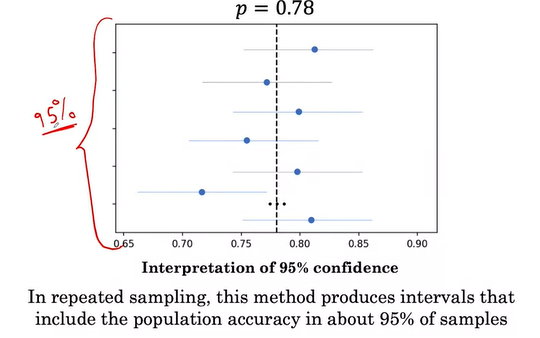 p = 0.78
95%
0.65 0.70 0.75 0.80 0.85 0.90
Interpretation of 95% confidence
In repeated sampling, this method produces intervals that
include the population accuracy in about 95% of samples